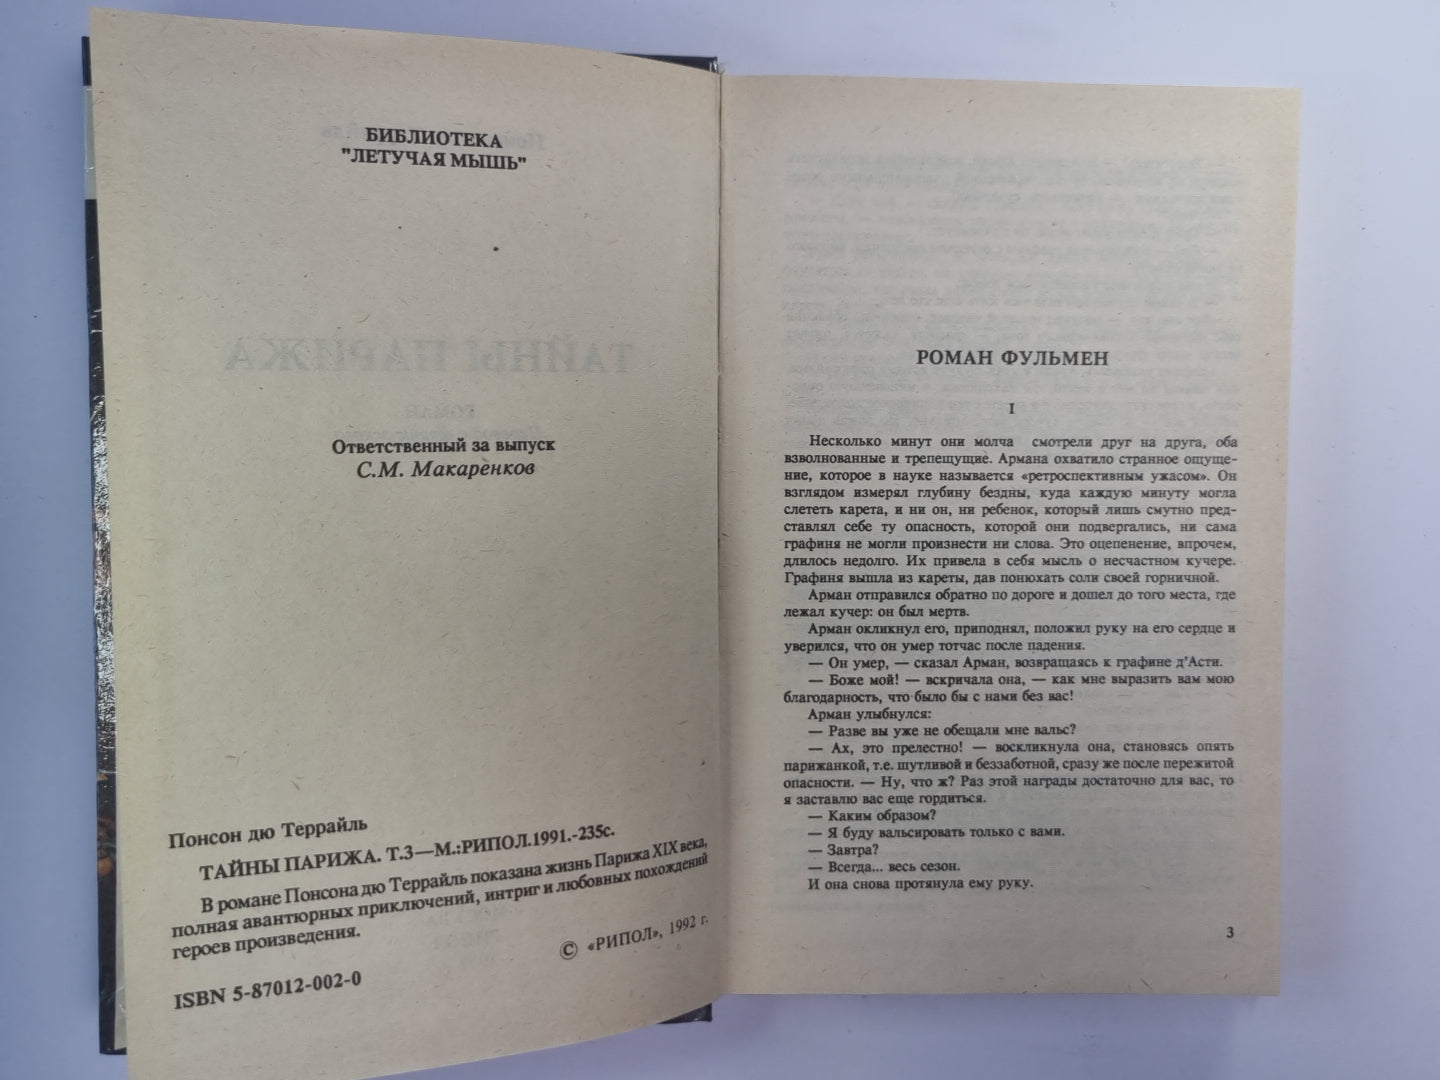 БИБЛИОТЕКА
"ЛЕТУЧАЯ МЫШЬ"
Ответственный за выпуск
С.М. Макаренков
Понсон дю Террайль
ТАЙНЫ ПАРИЖА. Т.3—М.:РИПОЛ.1991.-235с.
В романе Понсона дю Террайль показана жизнь Парижа XIX века,
полная авантюрных приключений, интриг и любовных похождений
героев произведения.
© «РИПОЛ», 1992 г.
ISBN 5-87012-002-0
РОМАН ФУЛЬМЕН
I
Несколько минут они молча смотрели друг на друга, оба
взволнованные и трепещущие. Армана охватило странное ощуще-
ние, которое в науке называется «ретроспективным ужасом». Он
взглядом измерял глубину бездны, куда каждую минуту могла
слететь карета, и ни он, ни ребенок, который лишь смутно пред-
ставлял себе ту опасность, которой они подвергались, ни сама
графиня не могли произнести ни слова. Это оцепенение, впрочем,
длилось недолго. Их привела в себя мысль о несчастном кучере.
Графиня вышла из кареты, дав понюхать соли своей горничной.
Арман отправился обратно по дороге и дошел до того места, где
лежал кучер: он был мертв.
Арман окликнул его, приподнял, положил руку на его сердце и
уверился, что он умер тотчас после падения.
— Он умер, — сказал Арман, возвращаясь к графине д'Асти.
— Боже мой! — вскричала она, — как мне выразить вам мою
благодарность, что было бы с нами без вас!
Арман улыбнулся:
— Разве вы уже не обещали мне вальс?
— Ах, это прелестно! — воскликнула она, становясь опять
парижанкой, т.е. шутливой и беззаботной, сразу же после пережитой
опасности. — Ну, что ж? Раз этой награды достаточно для вас, то
я заставлю вас еще гордиться.
— Каким образом?
— Я буду вальсировать только с вами.
— Завтра?
— Всегда... весь сезон.
И она снова протянула ему руку.
3